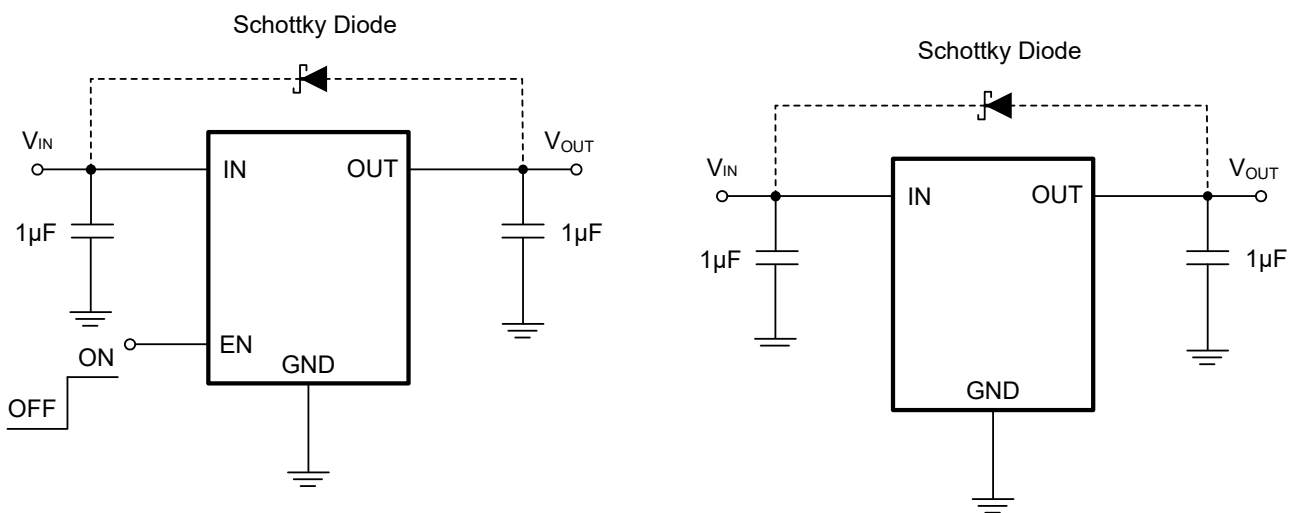 Schottky Diode
VIN
IN
OUT
VOUT
1µF
1µF
EN
ON
OFF
GND
Schottky Diode
VIN
IN
OUT
VOUT
1µF
1µF
GND